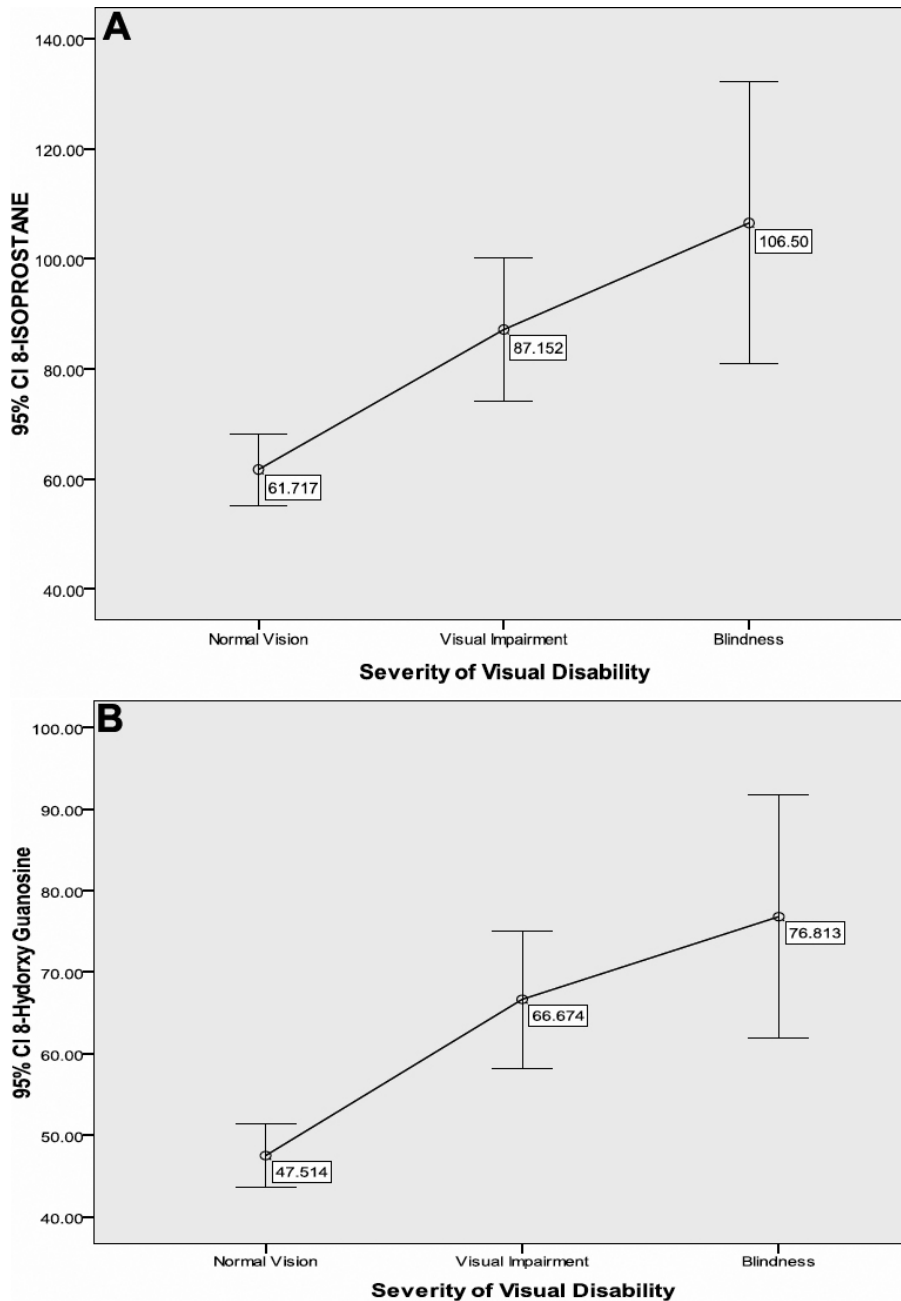 A
95% CI 8-ISOPROSTANE
140.00
120.00
100.00
80.00
60.00
40.00
106.50
87.152
61.717
Normal Vision Visual Impairment Blindness
Severity of Visual Disability
B
95% CI 8-Hydorxy Guanosine
100.00
90.00
80.00
70.00
60.00
50.00
40.00
76.813
66.674
47.514
Normal Vision Visual Impairment Blindness
Severity of Visual Disability